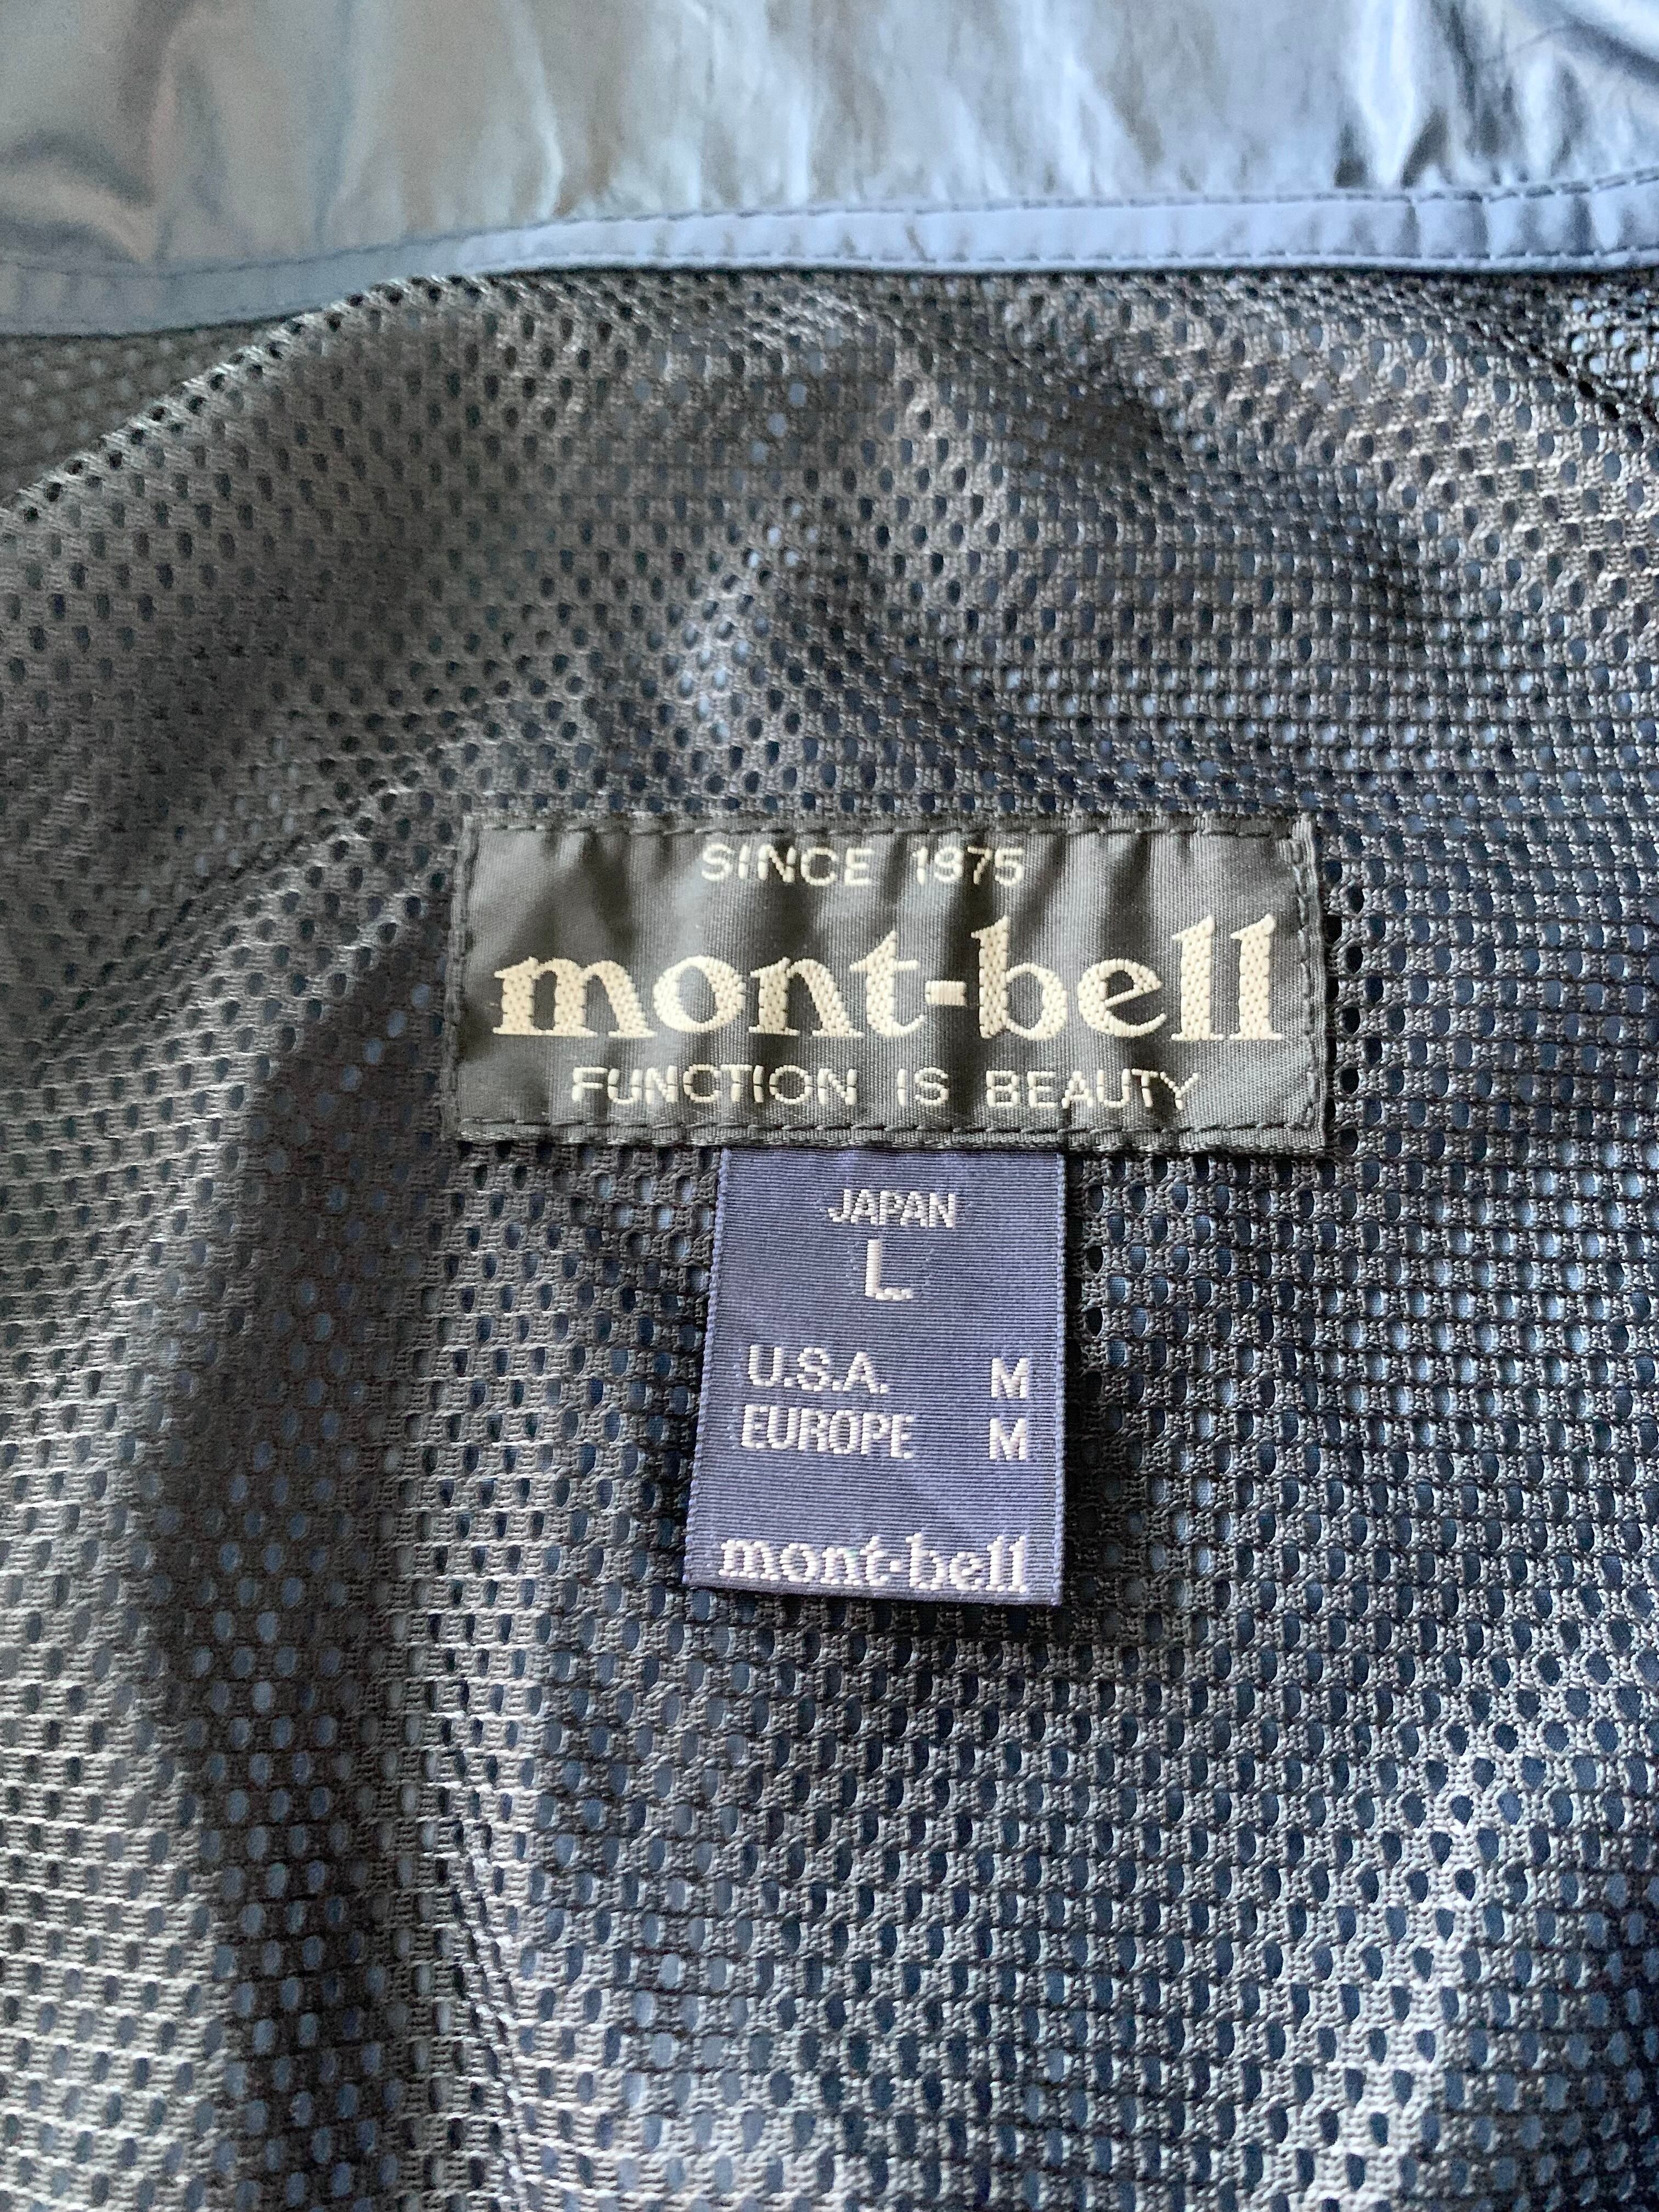 SINCE 1975
mont-bell
FUNCTION IS BEAUTY
JAPAN
L
U.S.A. M
EUROPE M
mont-bell